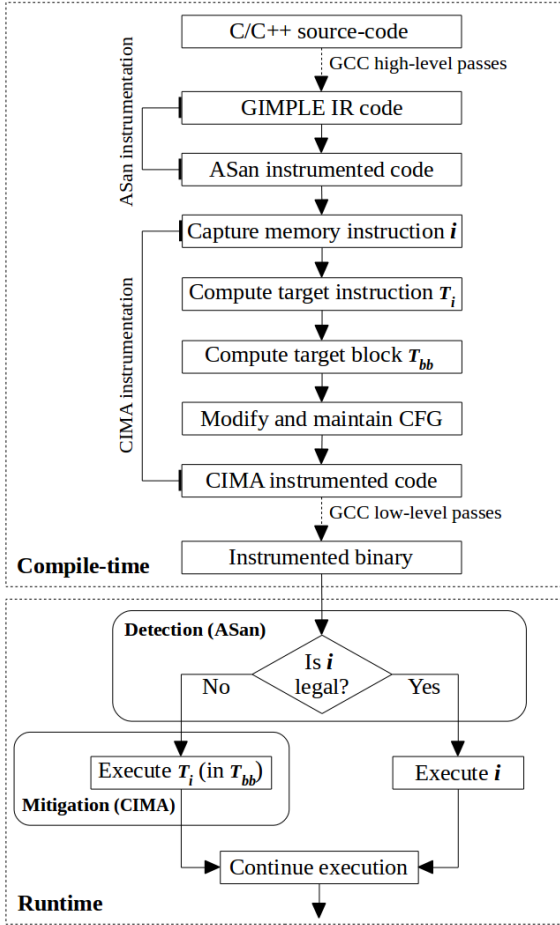 C/C++ source-code
GCC high-level passes
GIMPLE IR code
ASan instrumentation
ASan instrumented code
Capture memory instruction i
Compute target instruction Ti
CIMA instrumentation
Compute target block Tbb
Modify and maintain CFG
CIMA instrumented code
GCC low-level passes
Instrumented binary
Compile-time
Detection (ASan)
Is i
legal?
No
Yes
Execute Ti (in Tbb)
Execute i
Mitigation (CIMA)
Continue execution
Runtime